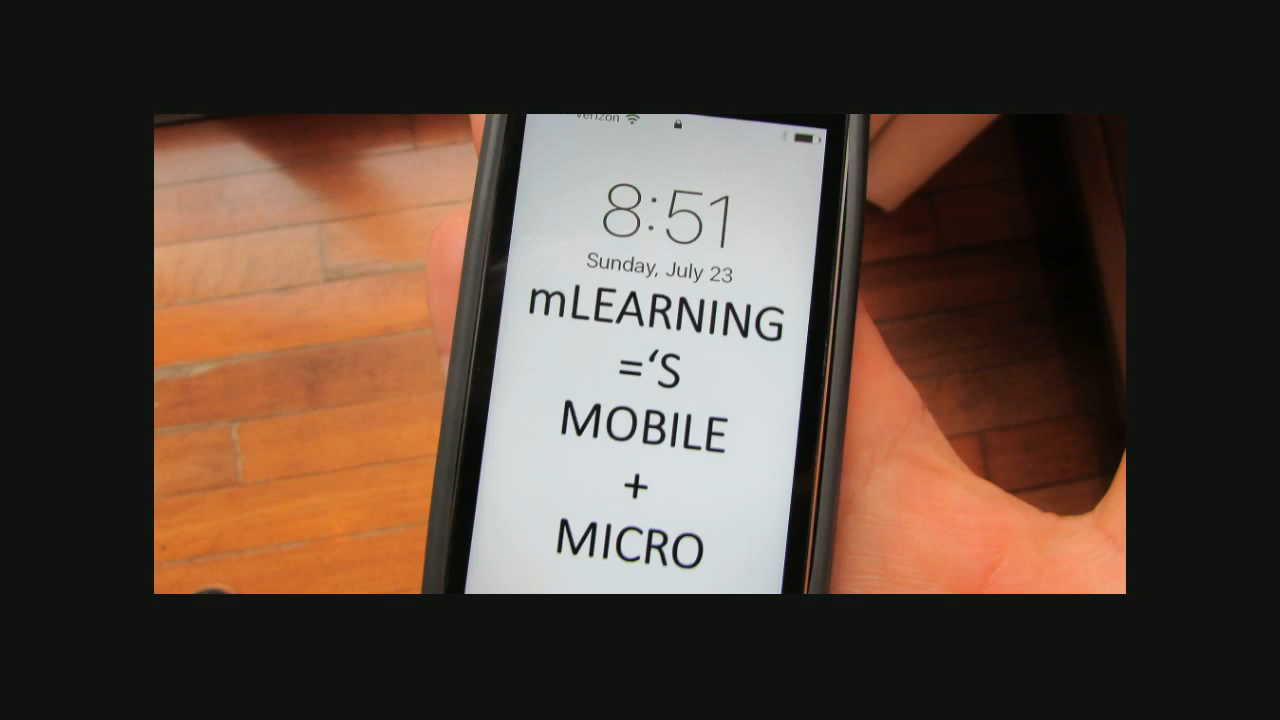 verizon
8:51
Sunday, July 23
mLEARNING
=‘S
MOBILE
+
MICRO